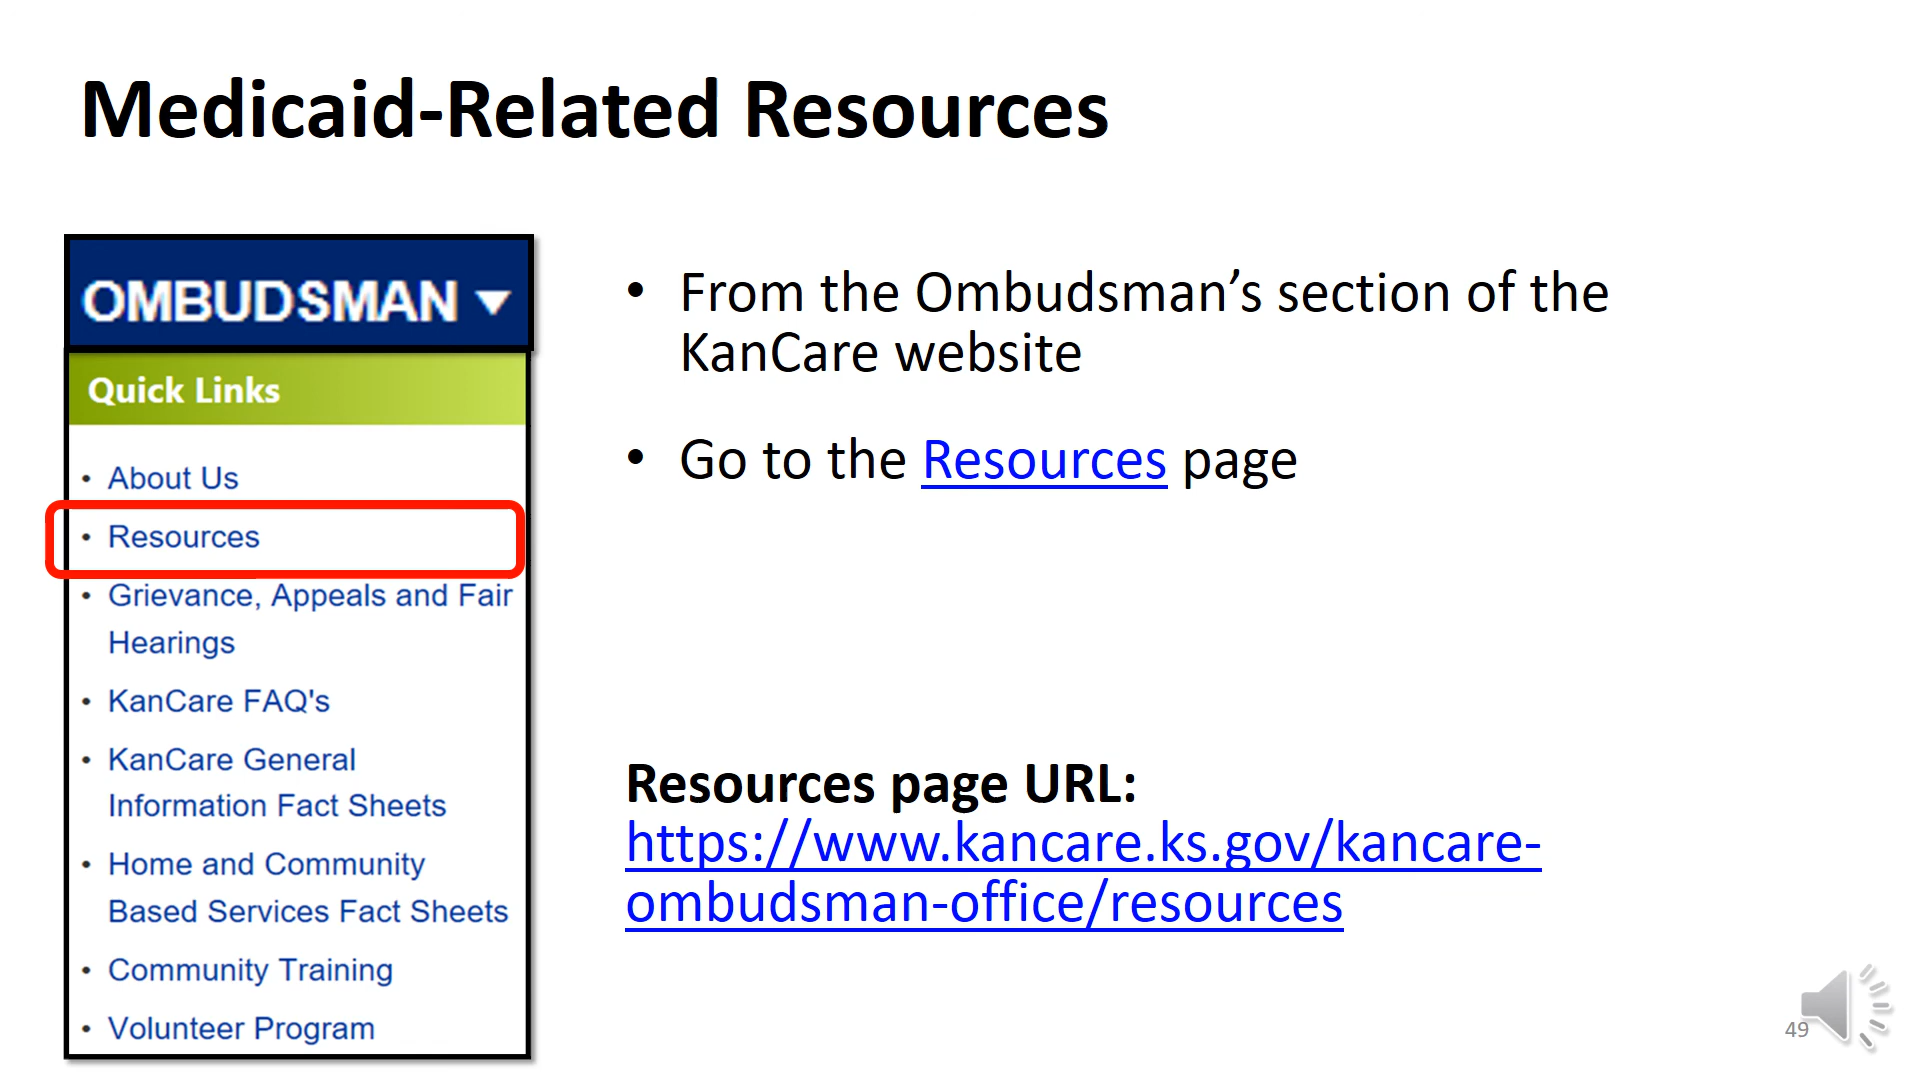 Medicaid-Related Resources
OMBUDSMAN ▼
Quick Links
• About Us
• Resources
• Grievance, Appeals and Fair
Hearings
• KanCare FAQ's
• KanCare General
Information Fact Sheets
• Home and Community
Based Services Fact Sheets
• Community Training
• Volunteer Program
• From the Ombudsman’s section of the
KanCare website
• Go to the Resources page
Resources page URL:
https://www.kancare.ks.gov/kancare-
ombudsman-office/resources
49